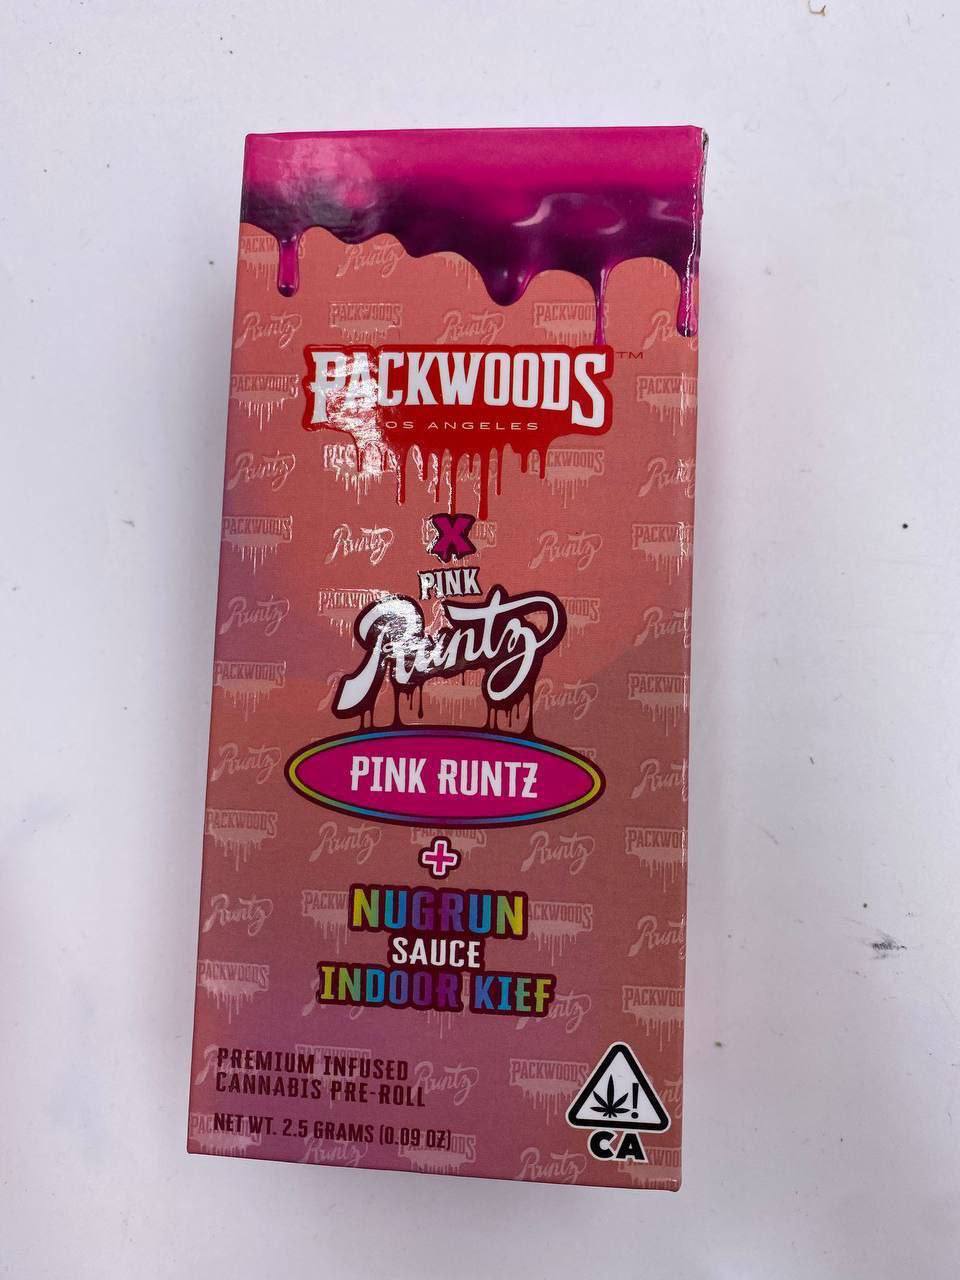 PACKWOODS™
LOS ANGELES
X
PINK
Runtz
PINK RUNTZ
+
NUGRUN
SAUCE
INDOOR KIEF
PREMIUM INFUSED
CANNABIS PRE-ROLL
NET WT. 2.5 GRAMS (0.09 OZ)
!
CA